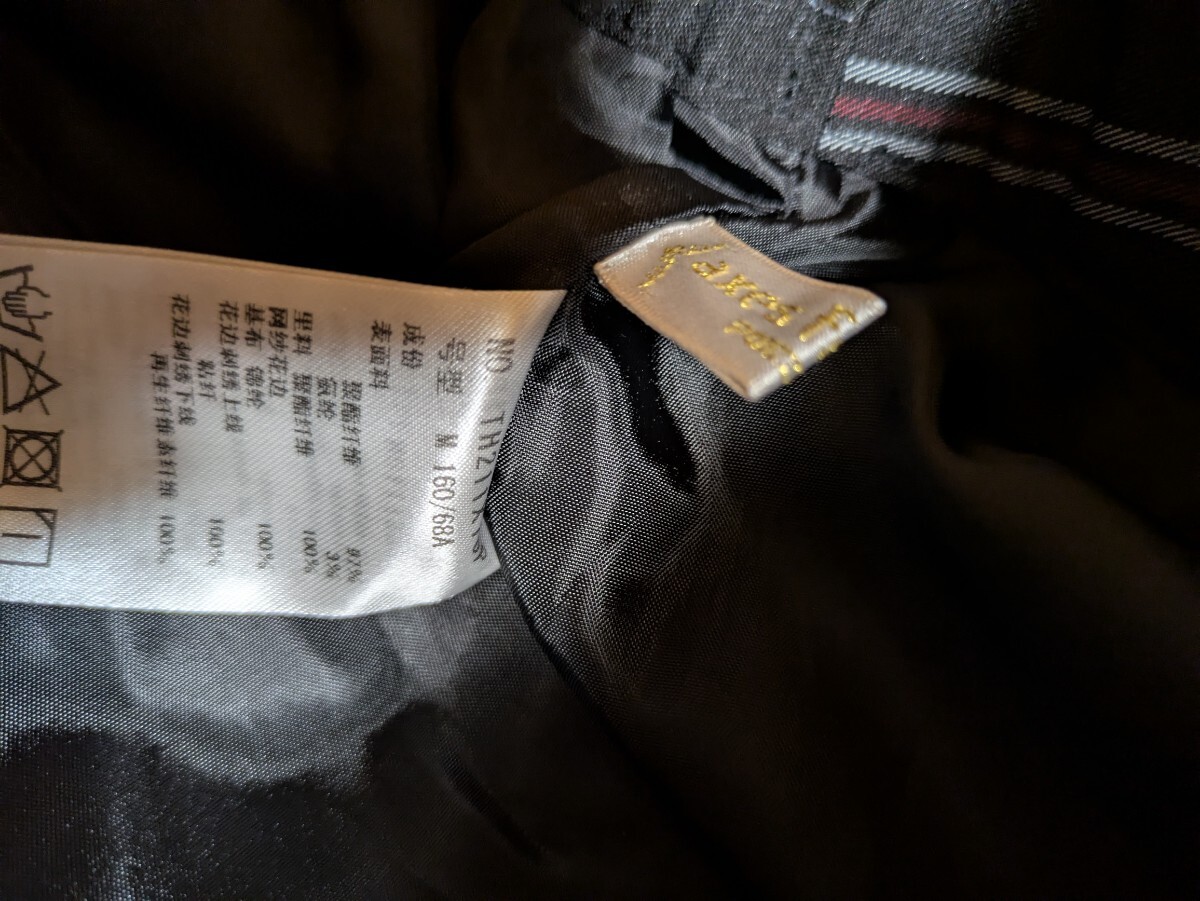 号型 M 160/68A
成份
表面料
聚酯纤维 97%
氨纶 3%
里料 聚酯纤维 100%
网纱花边
基布 锦纶 100%
花边刺绣上线
粘纤 100%
花边刺绣下线
再生纤维素纤维 100%